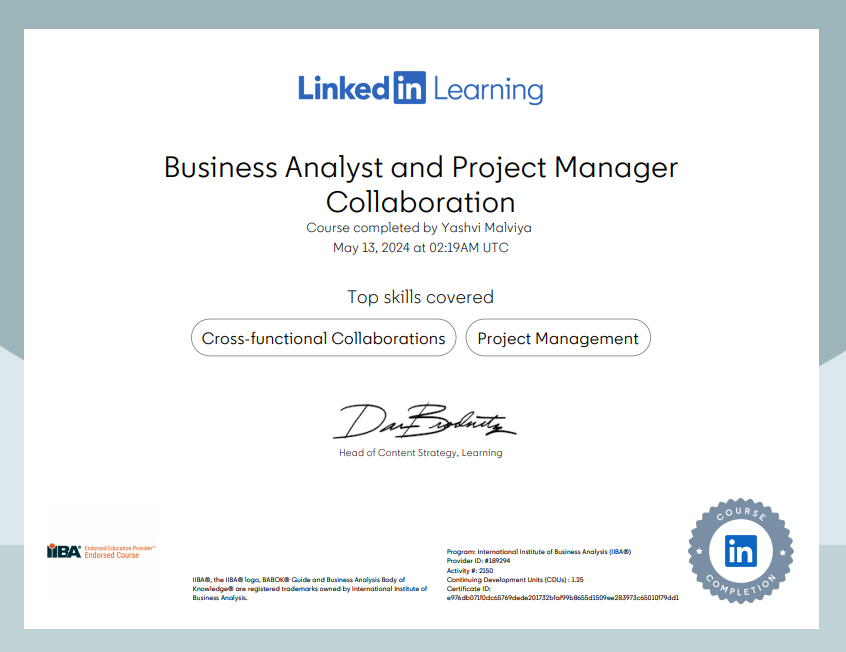 Linked in Learning
Business Analyst and Project Manager
Collaboration
Course completed by Yashvi Malviya
May 13, 2024 at 02:19AM UTC
Top skills covered
Cross-functional Collaborations
Project Management
Head of Content Strategy, Learning
IIBA® Endorsed Education Provider™
Endorsed Course
IIBA®, the IIBA® logo, BABOK® Guide and Business Analysis Body of
Knowledge® are registered trademarks owned by International Institute of
Business Analysis.
Program: International Institute of Business Analysis (IIBA®)
Provider ID: #189294
Activity #: 2150
Continuing Development Units (CDUs) : 1.25
Certificate ID:
COURSE
in
COMPLETION